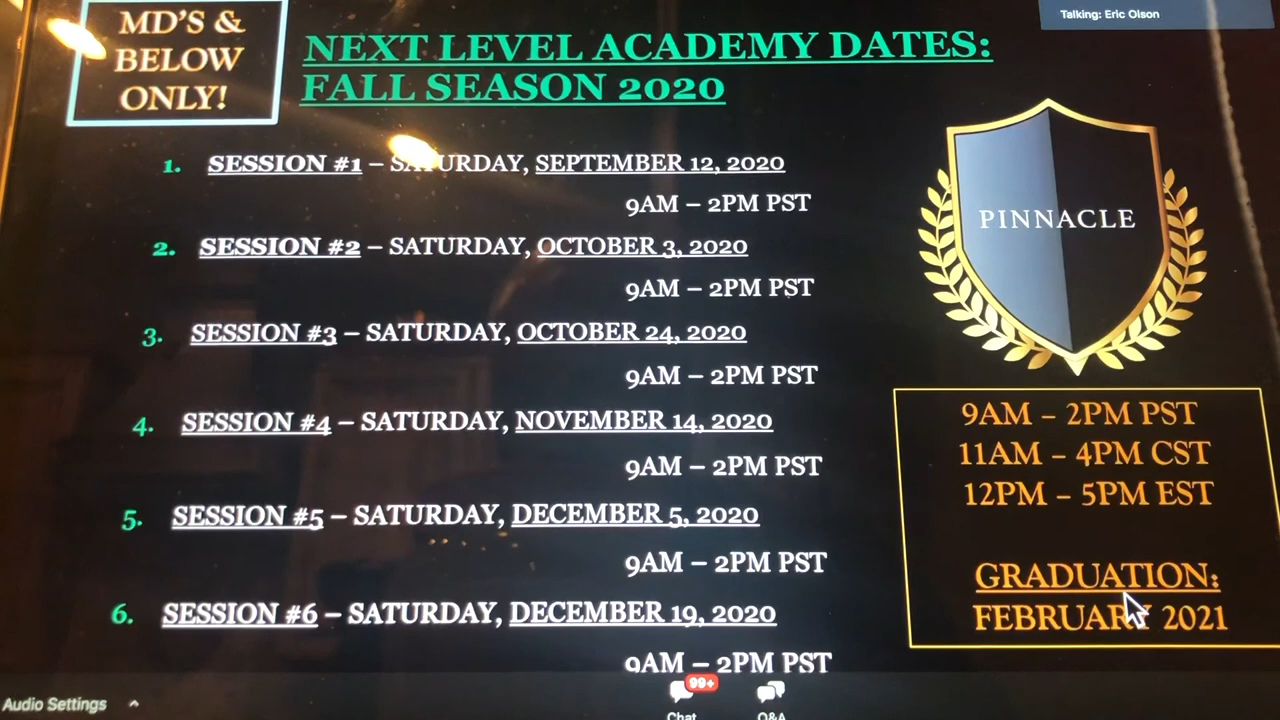 MD'S &
BELOW
ONLY!
NEXT LEVEL ACADEMY DATES:
FALL SEASON 2020
Talking: Eric Olson
1. SESSION #1 – SATURDAY, SEPTEMBER 12, 2020
9AM – 2PM PST
2. SESSION #2 – SATURDAY, OCTOBER 3, 2020
9AM – 2PM PST
3. SESSION #3 – SATURDAY, OCTOBER 24, 2020
9AM – 2PM PST
4. SESSION #4 – SATURDAY, NOVEMBER 14, 2020
9AM – 2PM PST
5. SESSION #5 – SATURDAY, DECEMBER 5, 2020
9AM – 2PM PST
6. SESSION #6 – SATURDAY, DECEMBER 19, 2020
9AM – 2PM PST
PINNACLE
9AM – 2PM PST
11AM – 4PM CST
12PM – 5PM EST
GRADUATION:
FEBRUARY 2021
Audio Settings
99+
Chat
Q&A